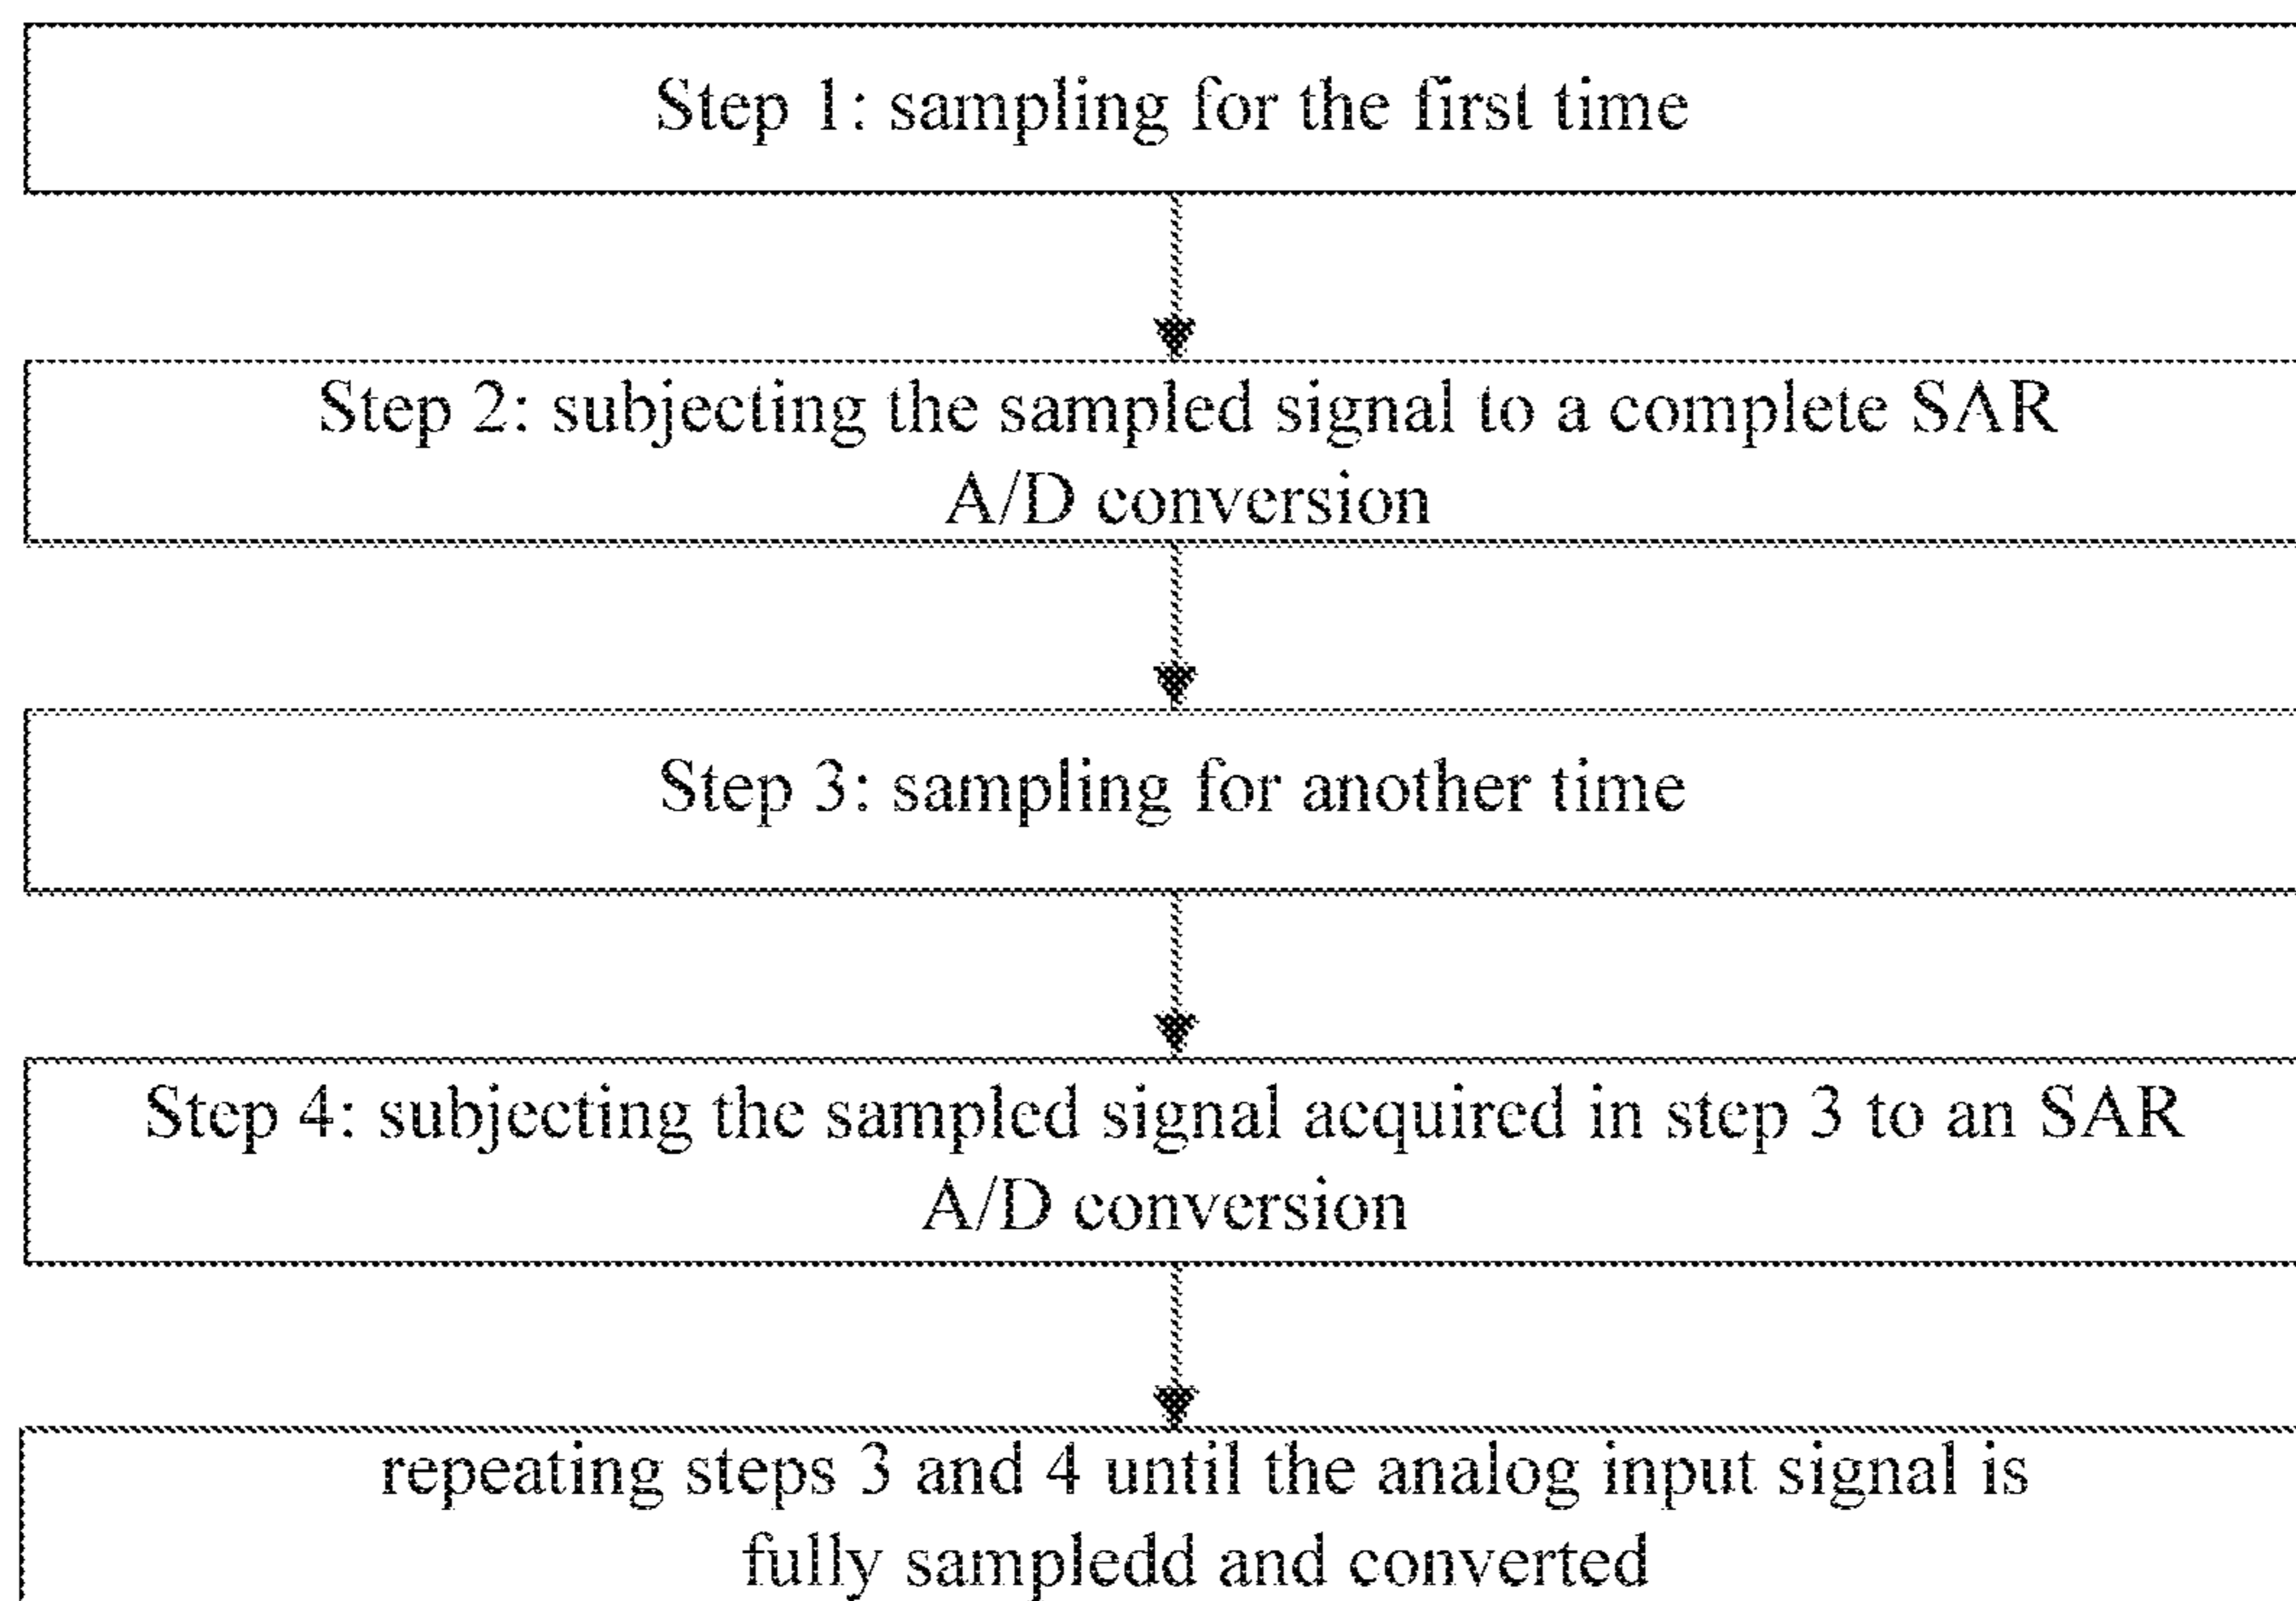 Step 1: sampling for the first time
Step 2: subjecting the sampled signal to a complete SAR
A/D conversion
Step 3: sampling for another time
Step 4: subjecting the sampled signal acquired in step 3 to an SAR
A/D conversion
repeating steps 3 and 4 until the analog input signal is
fully sampledd and converted